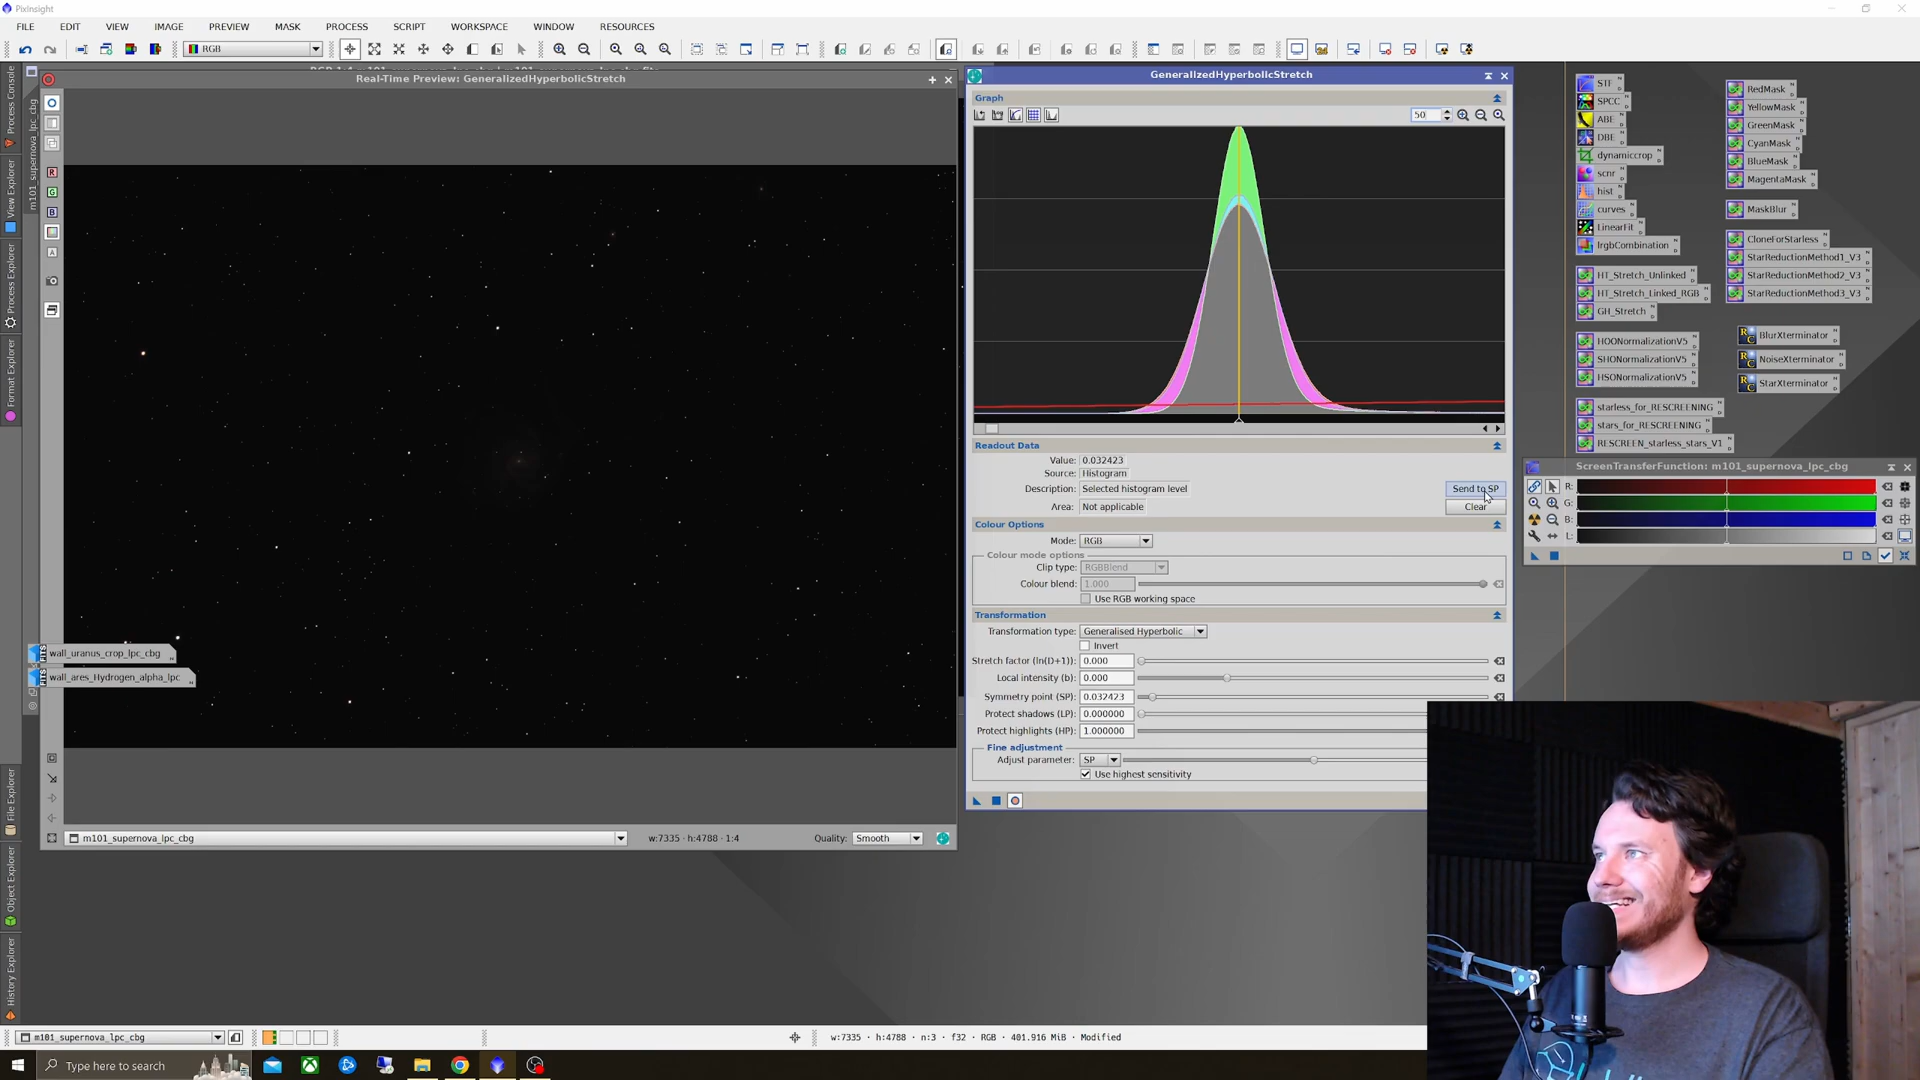 PixInsight
FILE EDIT VIEW IMAGE PREVIEW MASK PROCESS SCRIPT WORKSPACE WINDOW RESOURCES
RGB
Real-Time Preview: GeneralizedHyperbolicStretch
R
G
B
A
Process Console
View Explorer
Process Explorer
Format Explorer
File Explorer
Object Explorer
History Explorer
m101_supernova_lpc_cbg
wall_uranus_crop_lpc_cbg
wall_ares_Hydrogen_alpha_lpc
m101_supernova_lpc_cbg
w:7335 · h:4788 · 1:4
Quality: Smooth
GeneralizedHyperbolicStretch
Graph
50
Readout Data
Value: 0.032423
Source: Histogram
Description: Selected histogram level
Send to SP
Area: Not applicable
Clear
Colour Options
Mode: RGB
Colour mode options
Clip type: RGBBlend
Colour blend: 1.000
Use RGB working space
Transformation
Transformation type: Generalised Hyperbolic
Invert
Stretch factor (ln(D+1)): 0.000
Local intensity (b): 0.000
Symmetry point (SP): 0.032423
Protect shadows (LP): 0.000000
Protect highlights (HP): 1.000000
Fine adjustment
Adjust parameter: SP
Use highest sensitivity
STF
SPCC
ABE
DBE
dynamiccrop
scnr
hist
curves
LinearFit
lrgbCombination
HT_Stretch_Unlinked
HT_Stretch_Linked_RGB
GH_Stretch
HOONormalizationV5
SHONormalizationV5
HSONormalizationV5
starless_for_RESCREENING
stars_for_RESCREENING
RESCREEN_starless_stars_V1
RedMask
YellowMask
GreenMask
CyanMask
BlueMask
MagentaMask
MaskBlur
CloneForStarless
StarReductionMethod1_V3
StarReductionMethod2_V3
StarReductionMethod3_V3
BlurXterminator
NoiseXterminator
StarXterminator
ScreenTransferFunction: m101_supernova_lpc_cbg
R:
G:
B:
L:
m101_supernova_lpc_cbg
w:7335 · h:4788 · n:3 · f32 · RGB · 401.916 MiB · Modified
Type here to search